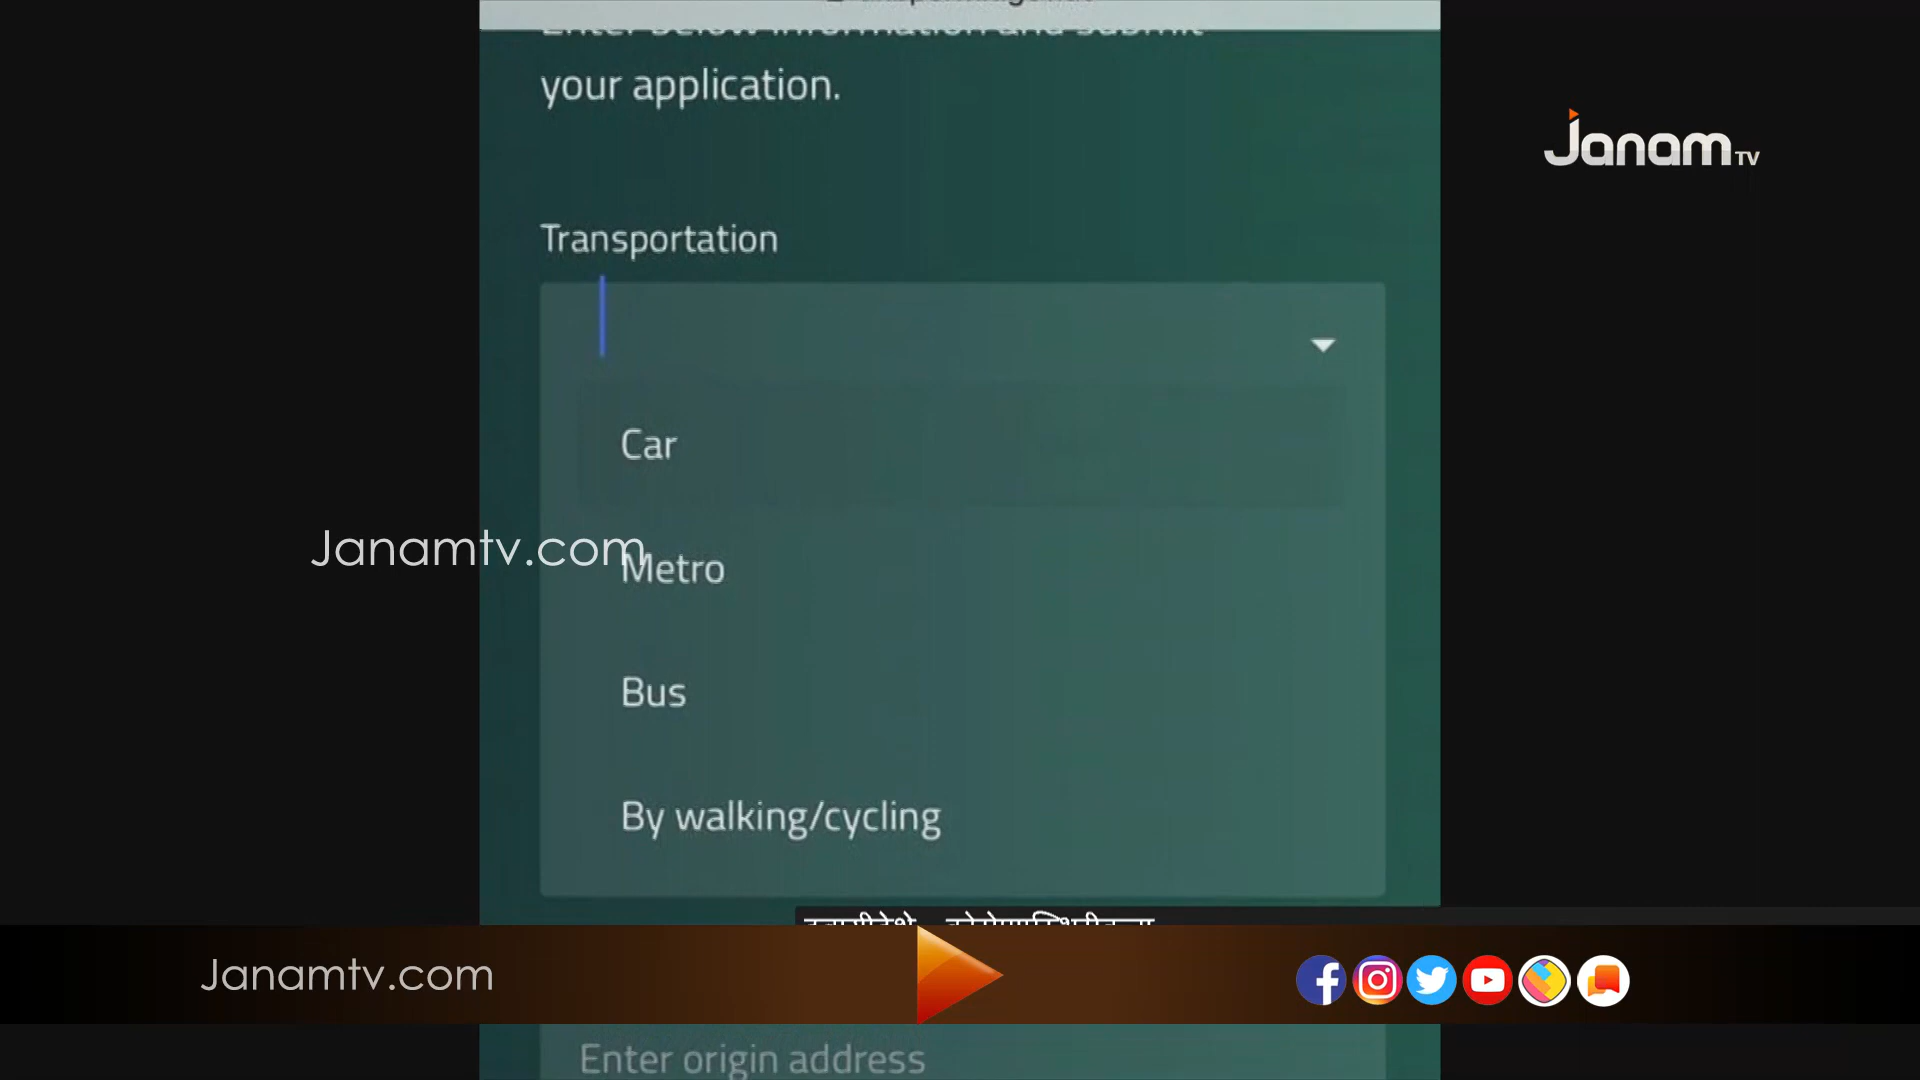 your application.
Janam TV
Transportation
Car
Janamtv.com
Metro
Bus
By walking/cycling
Janamtv.com
Enter origin address